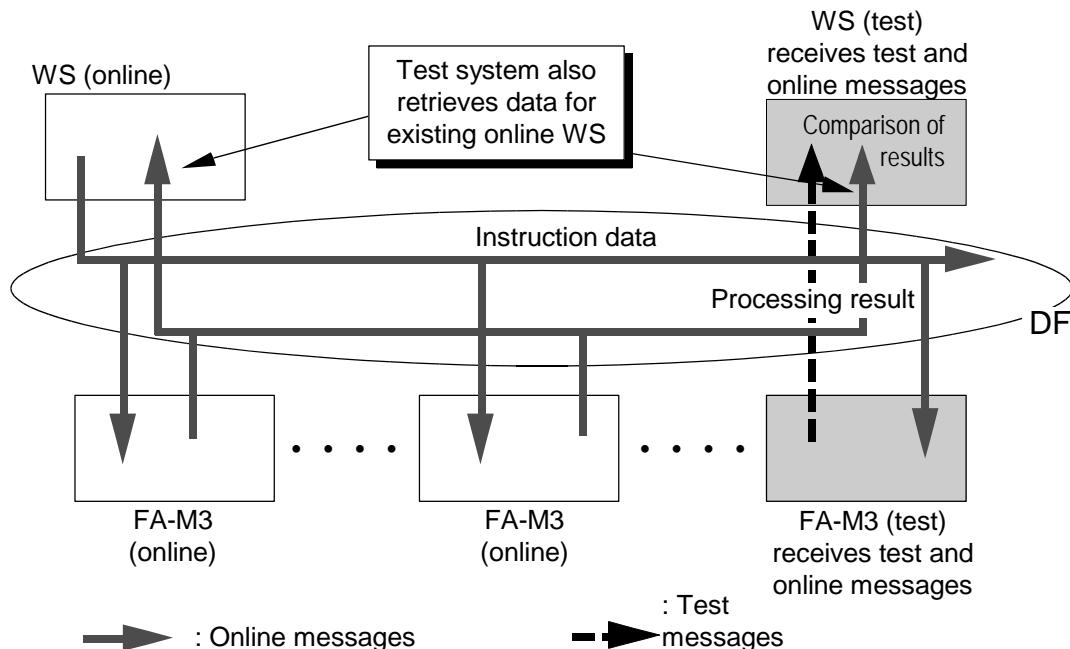 WS (test)
receives test and
online messages
WS (online)
Test system also
retrieves data for
existing online WS
Comparison of
results
Instruction data
Processing result
DF
FA-M3
(online)
FA-M3
(online)
FA-M3 (test)
receives test and
online messages
: Online messages
: Test
messages